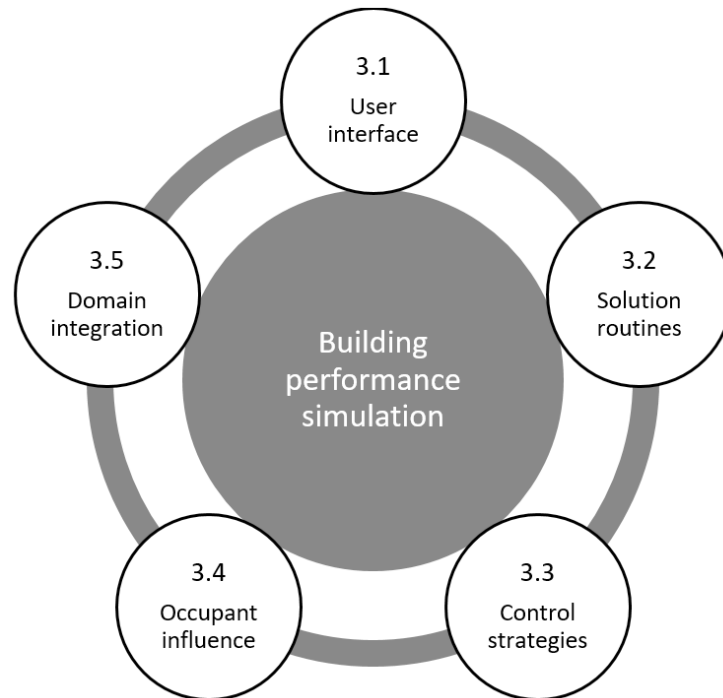 3.1
User
interface
3.5
Domain
integration
3.2
Solution
routines
Building
performance
simulation
3.4
Occupant
influence
3.3
Control
strategies